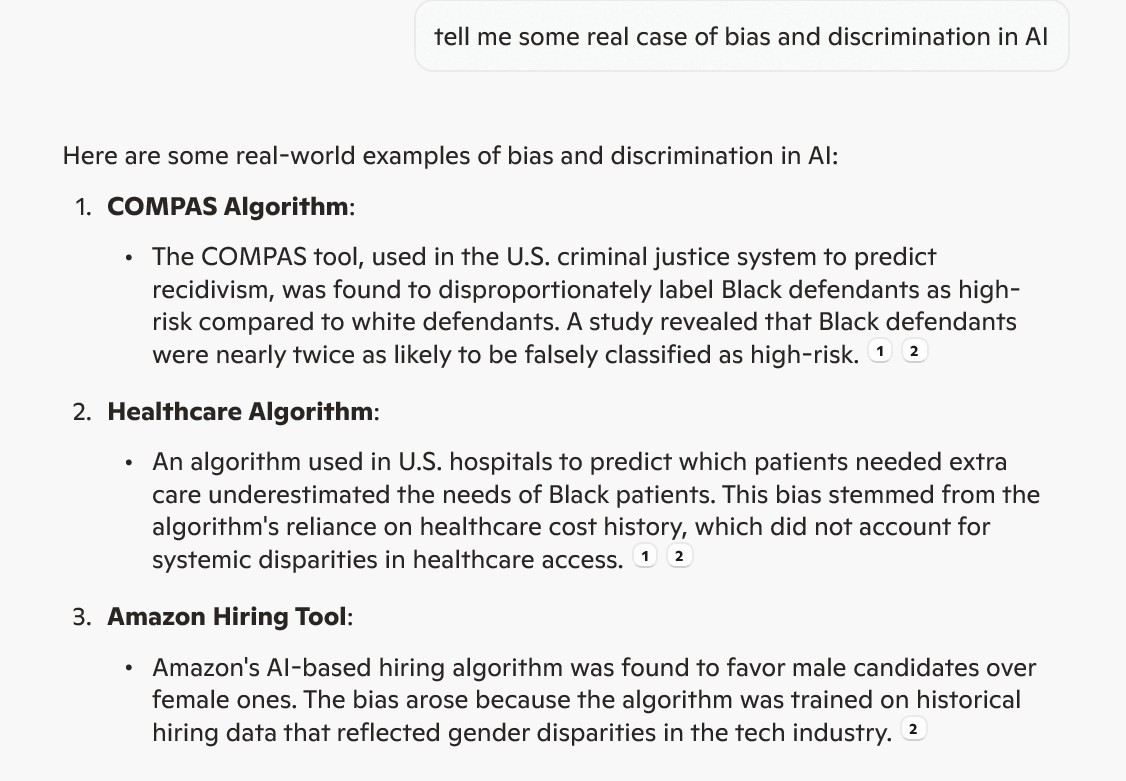 tell me some real case of bias and discrimination in AI
Here are some real-world examples of bias and discrimination in AI:
1. COMPAS Algorithm:
• The COMPAS tool, used in the U.S. criminal justice system to predict
recidivism, was found to disproportionately label Black defendants as high-
risk compared to white defendants. A study revealed that Black defendants
were nearly twice as likely to be falsely classified as high-risk. 1 2
2. Healthcare Algorithm:
• An algorithm used in U.S. hospitals to predict which patients needed extra
care underestimated the needs of Black patients. This bias stemmed from the
algorithm's reliance on healthcare cost history, which did not account for
systemic disparities in healthcare access. 1 2
3. Amazon Hiring Tool:
• Amazon's AI-based hiring algorithm was found to favor male candidates over
female ones. The bias arose because the algorithm was trained on historical
hiring data that reflected gender disparities in the tech industry. 2